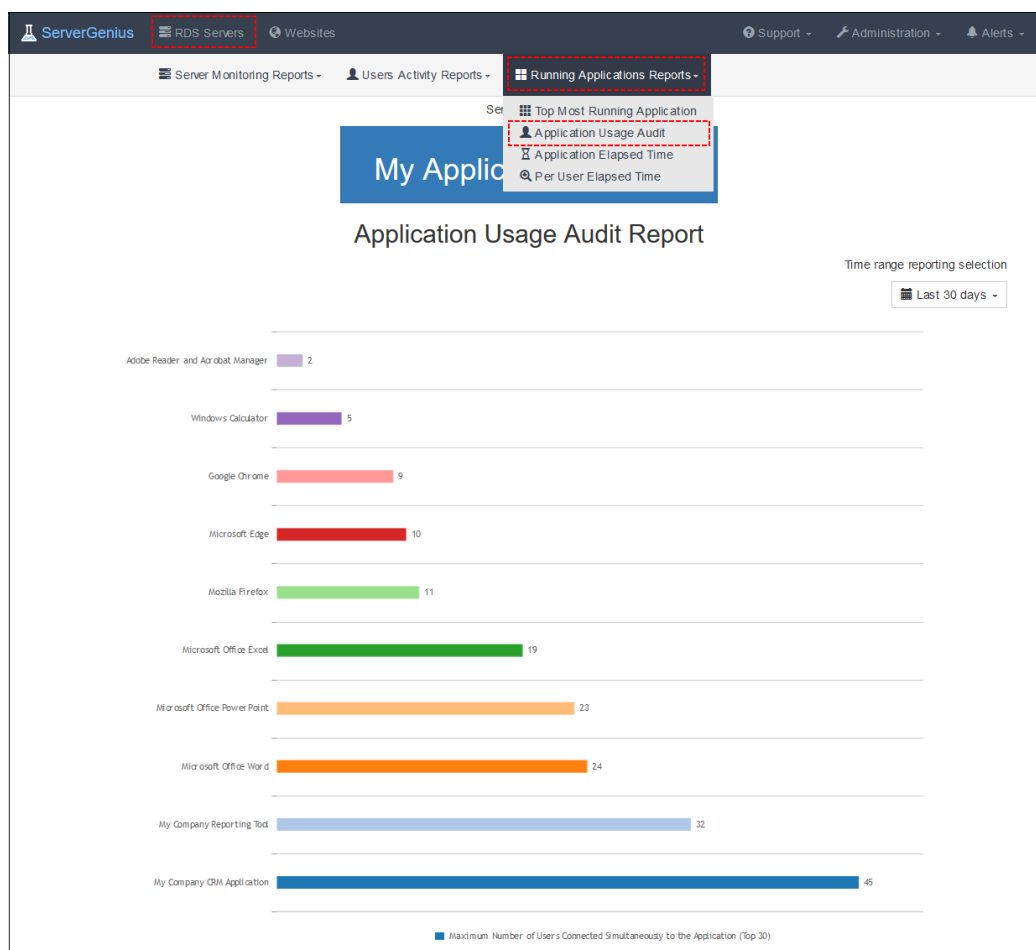 ServerGenius RDS Servers Websites Support Administration Alerts
Server Monitoring Reports Users Activity Reports Running Applications Reports
Ser
Top Most Running Application
Application Usage Audit
Application Elapsed Time
Per User Elapsed Time
My Applic
Application Usage Audit Report
Time range reporting selection
Last 30 days
Adobe Reader and Acrobat Manager 2
Windows Calculator 5
Google Chrome 9
Microsoft Edge 10
Mozilla Firefox 11
Microsoft Office Excel 19
Microsoft Office PowerPoint 23
Microsoft Office Word 24
My Company Reporting Tool 32
My Company CRM Application 45
Maximum Number of Users Connected Simultaneously to the Application (Top 30)